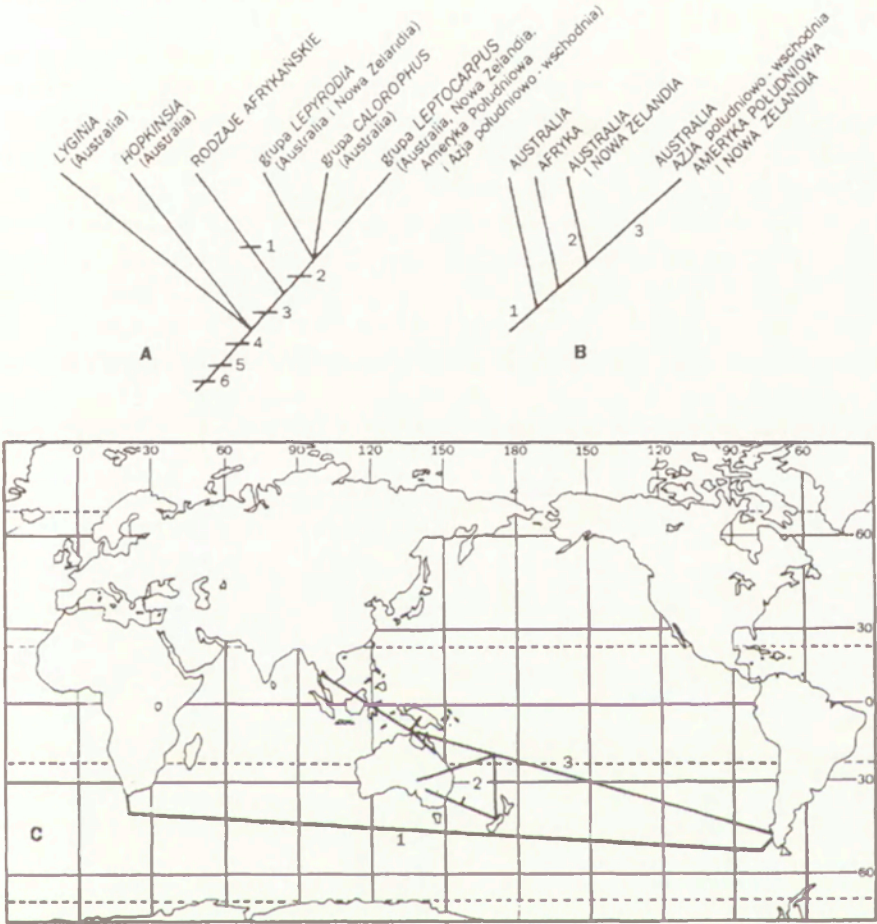 LYGINIA
(Australia)
HOPKINSIA
(Australia)
RODZAJE AFRYKAŃSKIE
grupa LEPYRODIA
(Australia i Nowa Zelandia)
grupa CALOROPHUS
(Australia)
grupa LEPTOCARPUS
(Australia, Nowa Zelandia,
Ameryka Południowa
i Azja południowo-wschodnia)
1
2
3
4
5
6
A
AUSTRALIA
AFRYKA
AUSTRALIA
I NOWA ZELANDIA
AUSTRALIA
AZJA południowo-wschodnia
AMERYKA POŁUDNIOWA
I NOWA ZELANDIA
2
3
1
B
0 30 60 90 120 150 180 150 120 90 60
60
30
0
30
60
3
2
1
C